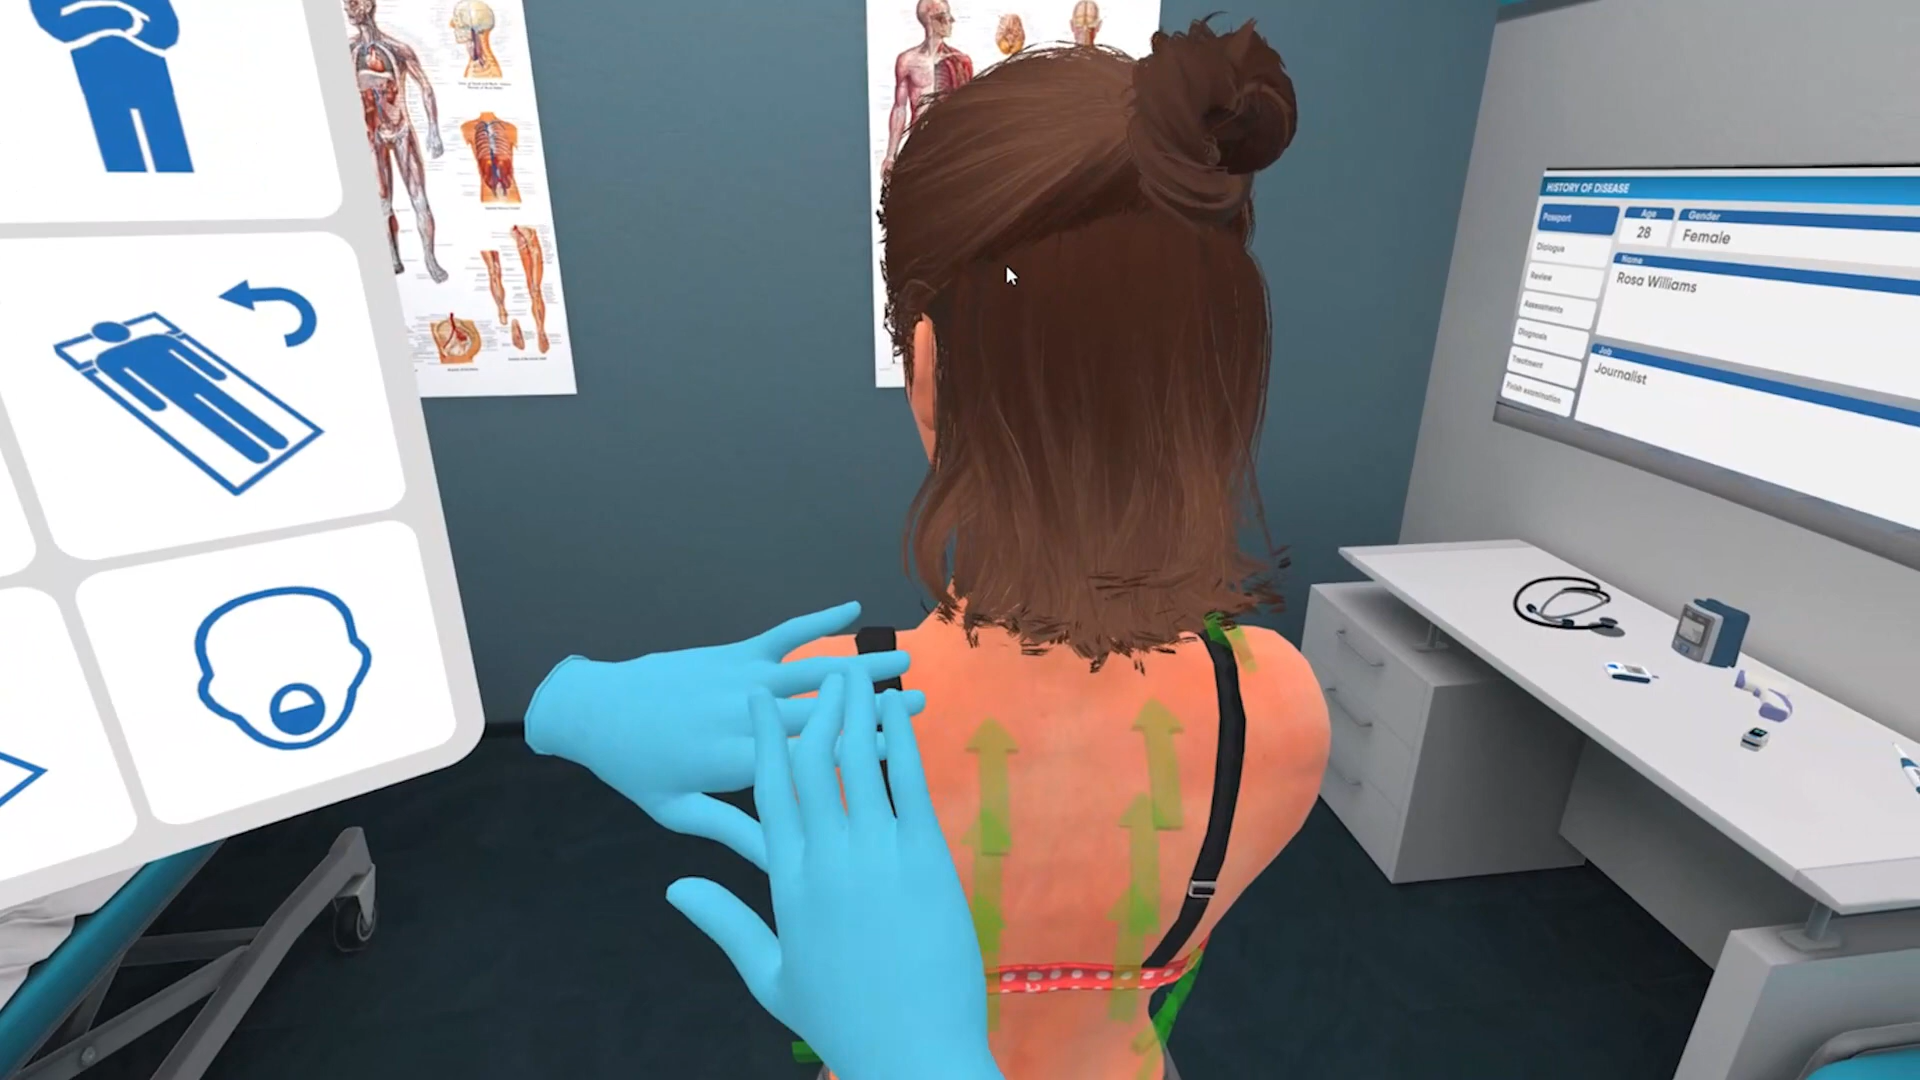 HISTORY OF DISEASE
Passport
Age
28
Gender
Female
Dialogue
Name
Rosa Williams
Review
Assessments
Diagnosis
Job
Journalist
Treatment
Finish examination